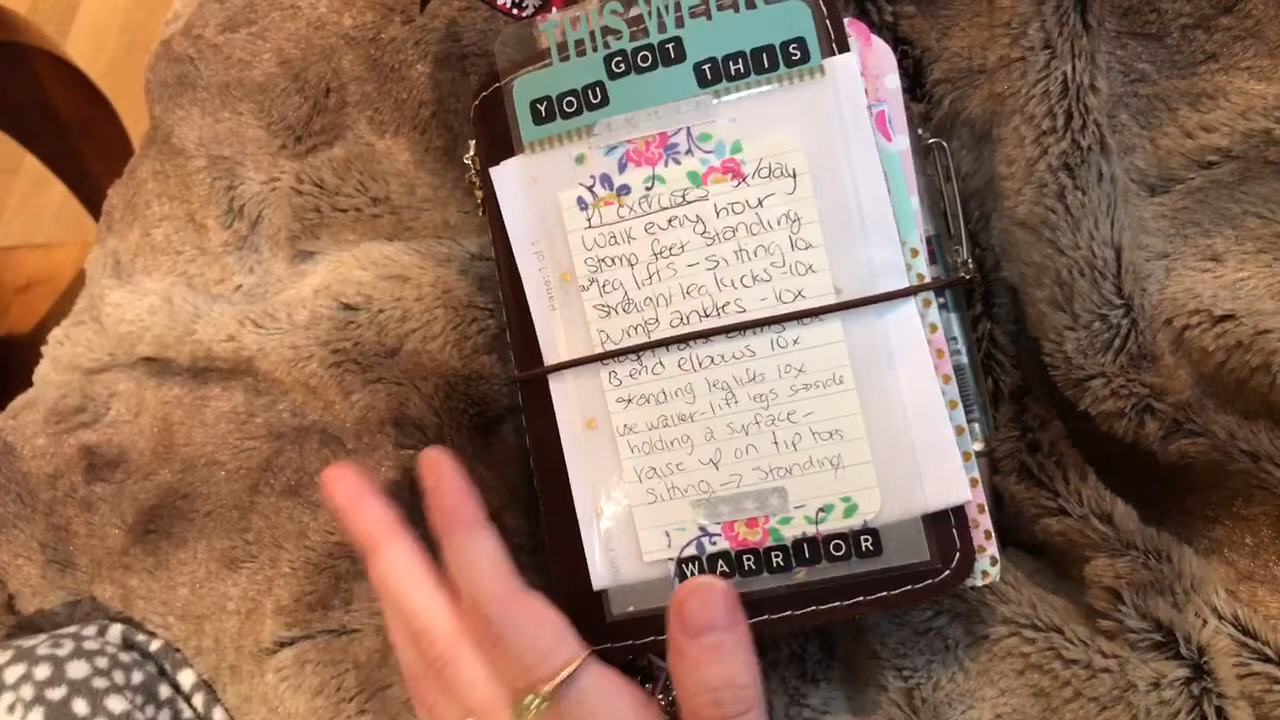 THIS WEEK
YOU GOT THIS
PT exercises 3x/day
Walk every hour
Stomp feet standing
leg lifts - sitting 10x
straight leg kicks -10x
pump ankles - 10x
10x
Bend elbows 10x
standing leg lifts 10x
use walker-lift legs side
holding a surface-
raise up on tip toes
sitting → standing
WARRIOR